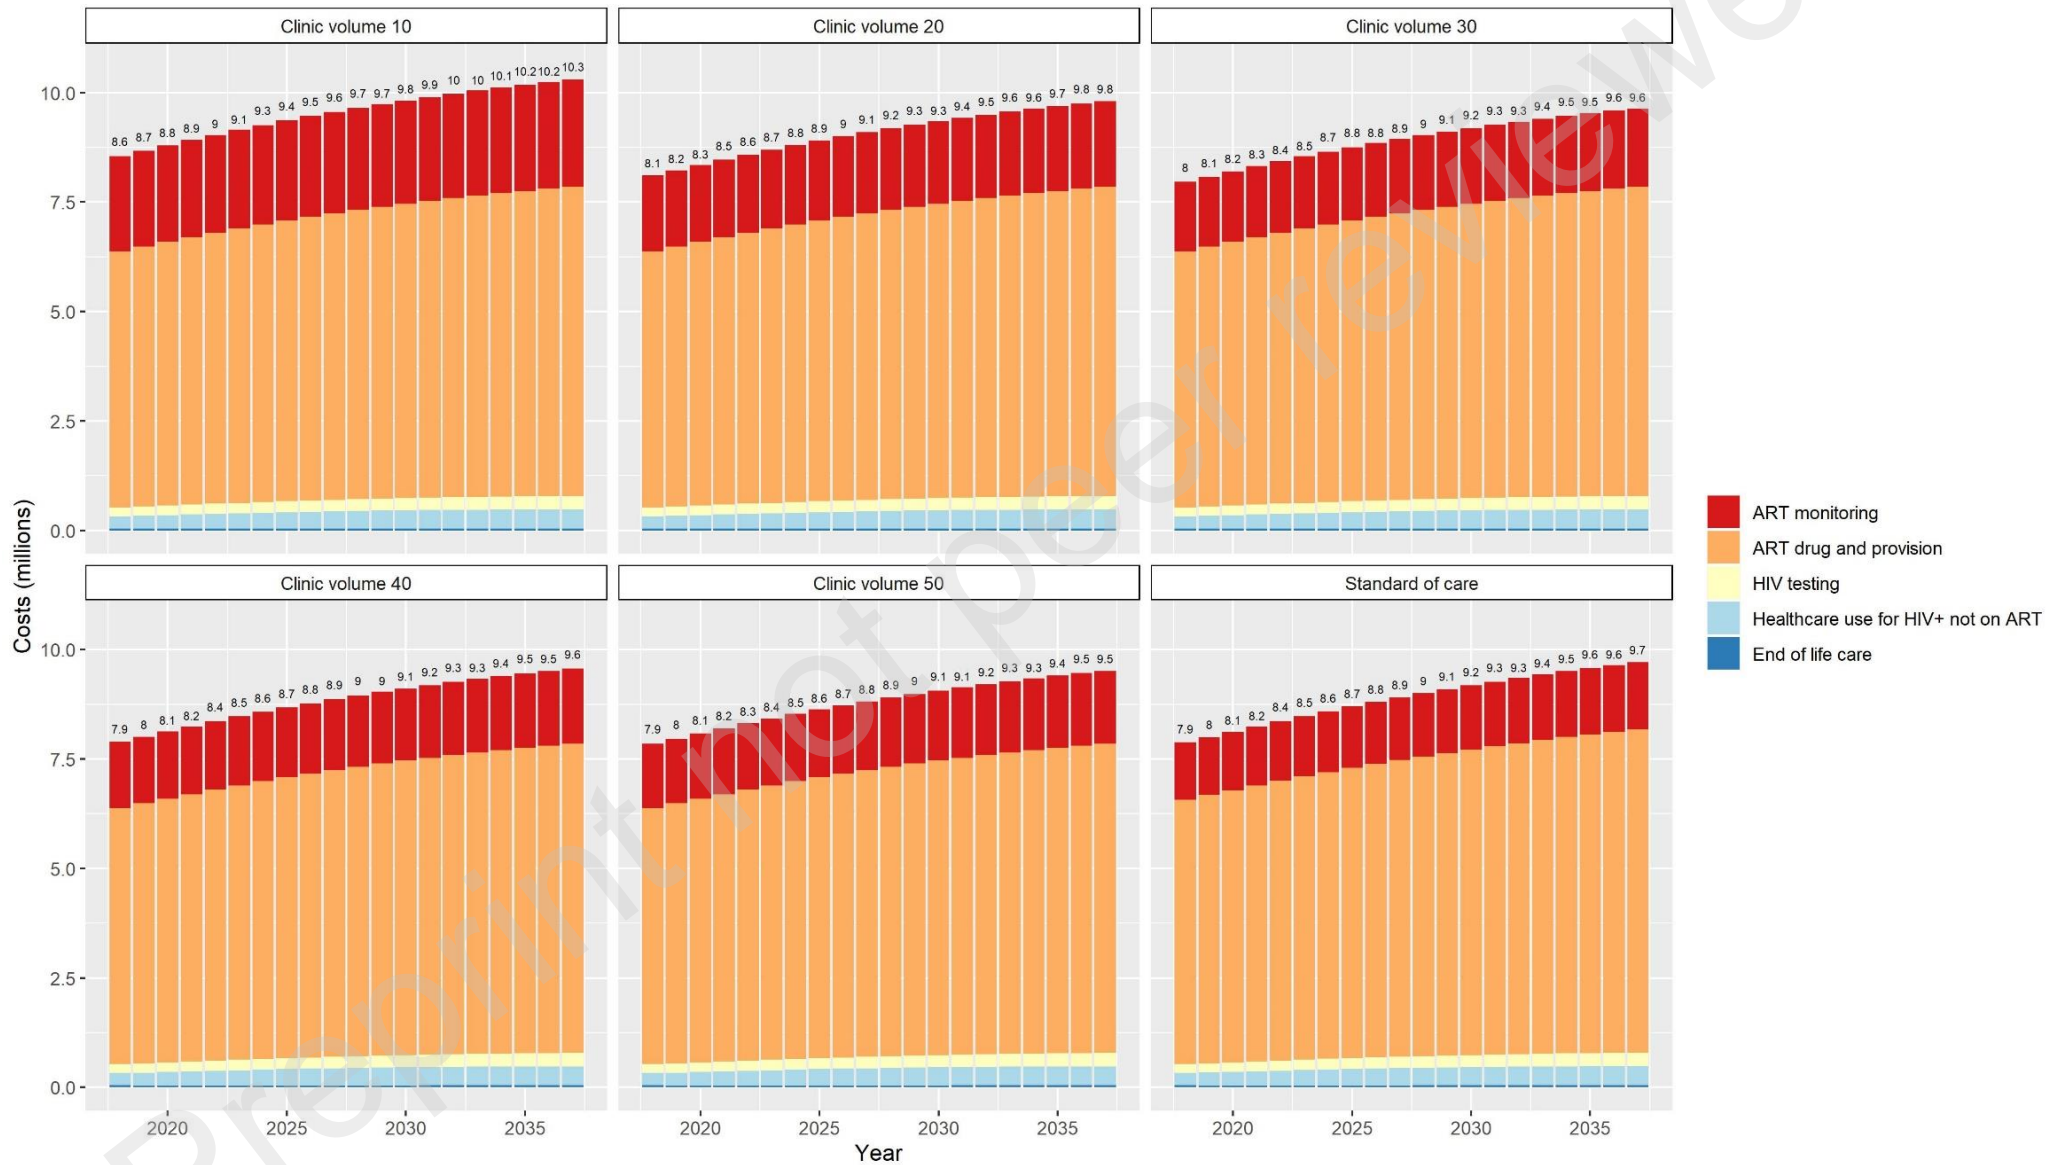 Clinic volume 10
Clinic volume 20
Clinic volume 30
10.0
7.5
5.0
2.5
0.0
8.6 8.7 8.8 8.9 9 9.1 9.3 9.4 9.5 9.6 9.7 9.7 9.8 9.9 10 10 10.1 10.2 10.2 10.3
8.1 8.2 8.3 8.5 8.6 8.7 8.8 8.9 9 9.1 9.2 9.3 9.3 9.4 9.5 9.6 9.6 9.7 9.8 9.8
8 8.1 8.2 8.3 8.4 8.5 8.7 8.8 8.8 8.9 9 9.1 9.2 9.3 9.3 9.4 9.5 9.5 9.6 9.6
Clinic volume 40
Clinic volume 50
Standard of care
10.0
7.5
5.0
2.5
0.0
7.9 8 8.1 8.2 8.4 8.5 8.6 8.7 8.8 8.9 9 9 9.1 9.2 9.3 9.3 9.4 9.5 9.5 9.6
7.9 8 8.1 8.2 8.3 8.4 8.5 8.6 8.7 8.8 8.9 9 9.1 9.1 9.2 9.3 9.3 9.4 9.5 9.5
7.9 8 8.1 8.2 8.4 8.5 8.6 8.7 8.8 8.9 9 9.1 9.2 9.3 9.3 9.4 9.5 9.6 9.6 9.7
2020 2025 2030 2035
2020 2025 2030 2035
2020 2025 2030 2035
Costs (millions)
Year
ART monitoring
ART drug and provision
HIV testing
Healthcare use for HIV+ not on ART
End of life care
Preprint not peer reviewe